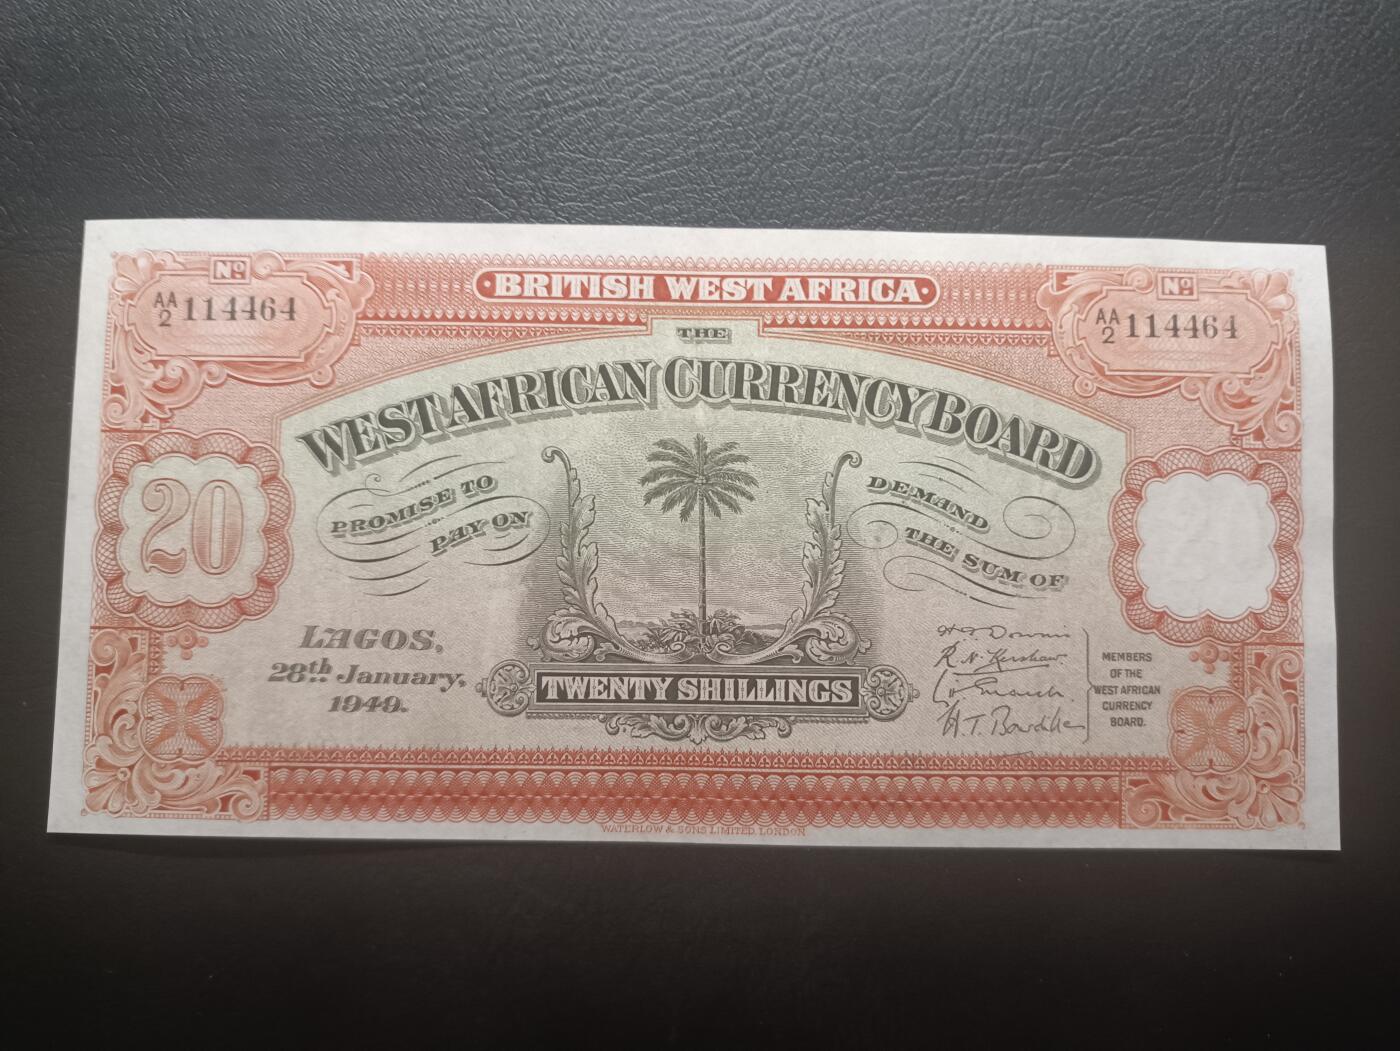 BRITISH WEST AFRICA
Nº
AA/2 114464
Nº
AA/2 114464
THE
WEST AFRICAN CURRENCY BOARD
PROMISE TO
PAY ON
DEMAND
THE SUM OF
20
LAGOS,
28th January,
1949.
TWENTY SHILLINGS
R. N. Kershaw.
MEMBERS
OF THE
WEST AFRICAN
CURRENCY
BOARD.
WATERLOW & SONS LIMITED, LONDON